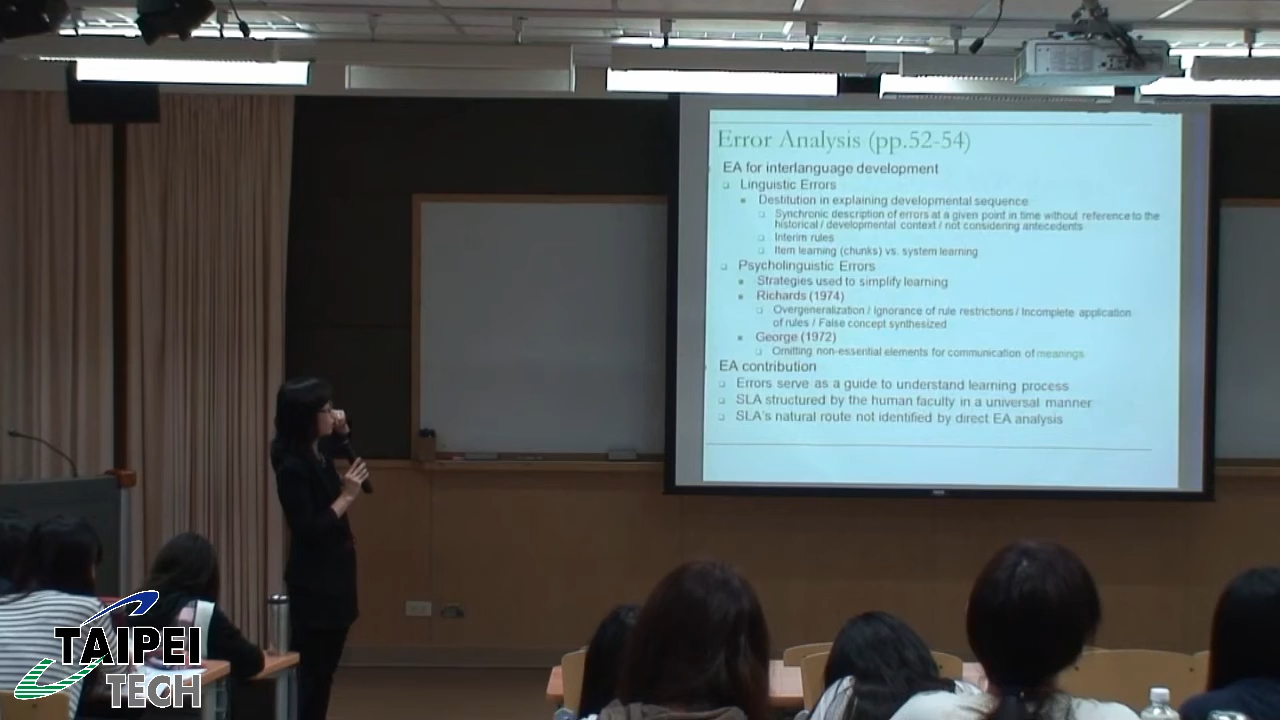 Error Analysis (pp.52-54)
EA for interlanguage development
Linguistic Errors
Destitution in explaining developmental sequence
Synchronic description of errors at a given point in time without reference to the
historical / developmental context / not considering antecedents
Interim rules
Item learning (chunks) vs. system learning
Psycholinguistic Errors
Strategies used to simplify learning
Richards (1974)
Overgeneralization / Ignorance of rule restrictions / Incomplete application
of rules / False concept synthesized
George (1972)
Omitting non-essential elements for communication of meanings
EA contribution
Errors serve as a guide to understand learning process
SLA structured by the human faculty in a universal manner
SLA's natural route not identified by direct EA analysis
TAIPEI
TECH